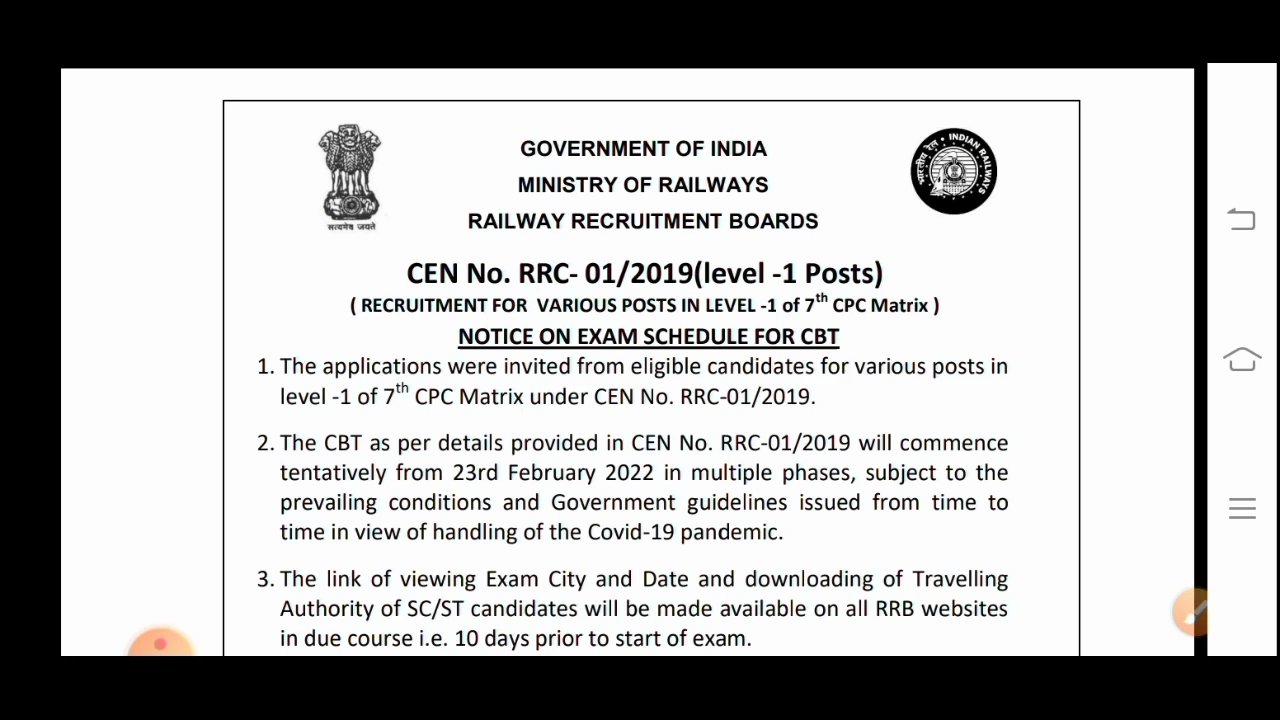 GOVERNMENT OF INDIA
MINISTRY OF RAILWAYS
RAILWAY RECRUITMENT BOARDS
सत्यमेव जयते
भारतीय रेल • INDIAN RAILWAYS
CEN No. RRC- 01/2019(level -1 Posts)
( RECRUITMENT FOR VARIOUS POSTS IN LEVEL -1 of 7th CPC Matrix )
NOTICE ON EXAM SCHEDULE FOR CBT
1. The applications were invited from eligible candidates for various posts in
level -1 of 7th CPC Matrix under CEN No. RRC-01/2019.
2. The CBT as per details provided in CEN No. RRC-01/2019 will commence
tentatively from 23rd February 2022 in multiple phases, subject to the
prevailing conditions and Government guidelines issued from time to
time in view of handling of the Covid-19 pandemic.
3. The link of viewing Exam City and Date and downloading of Travelling
Authority of SC/ST candidates will be made available on all RRB websites
in due course i.e. 10 days prior to start of exam.